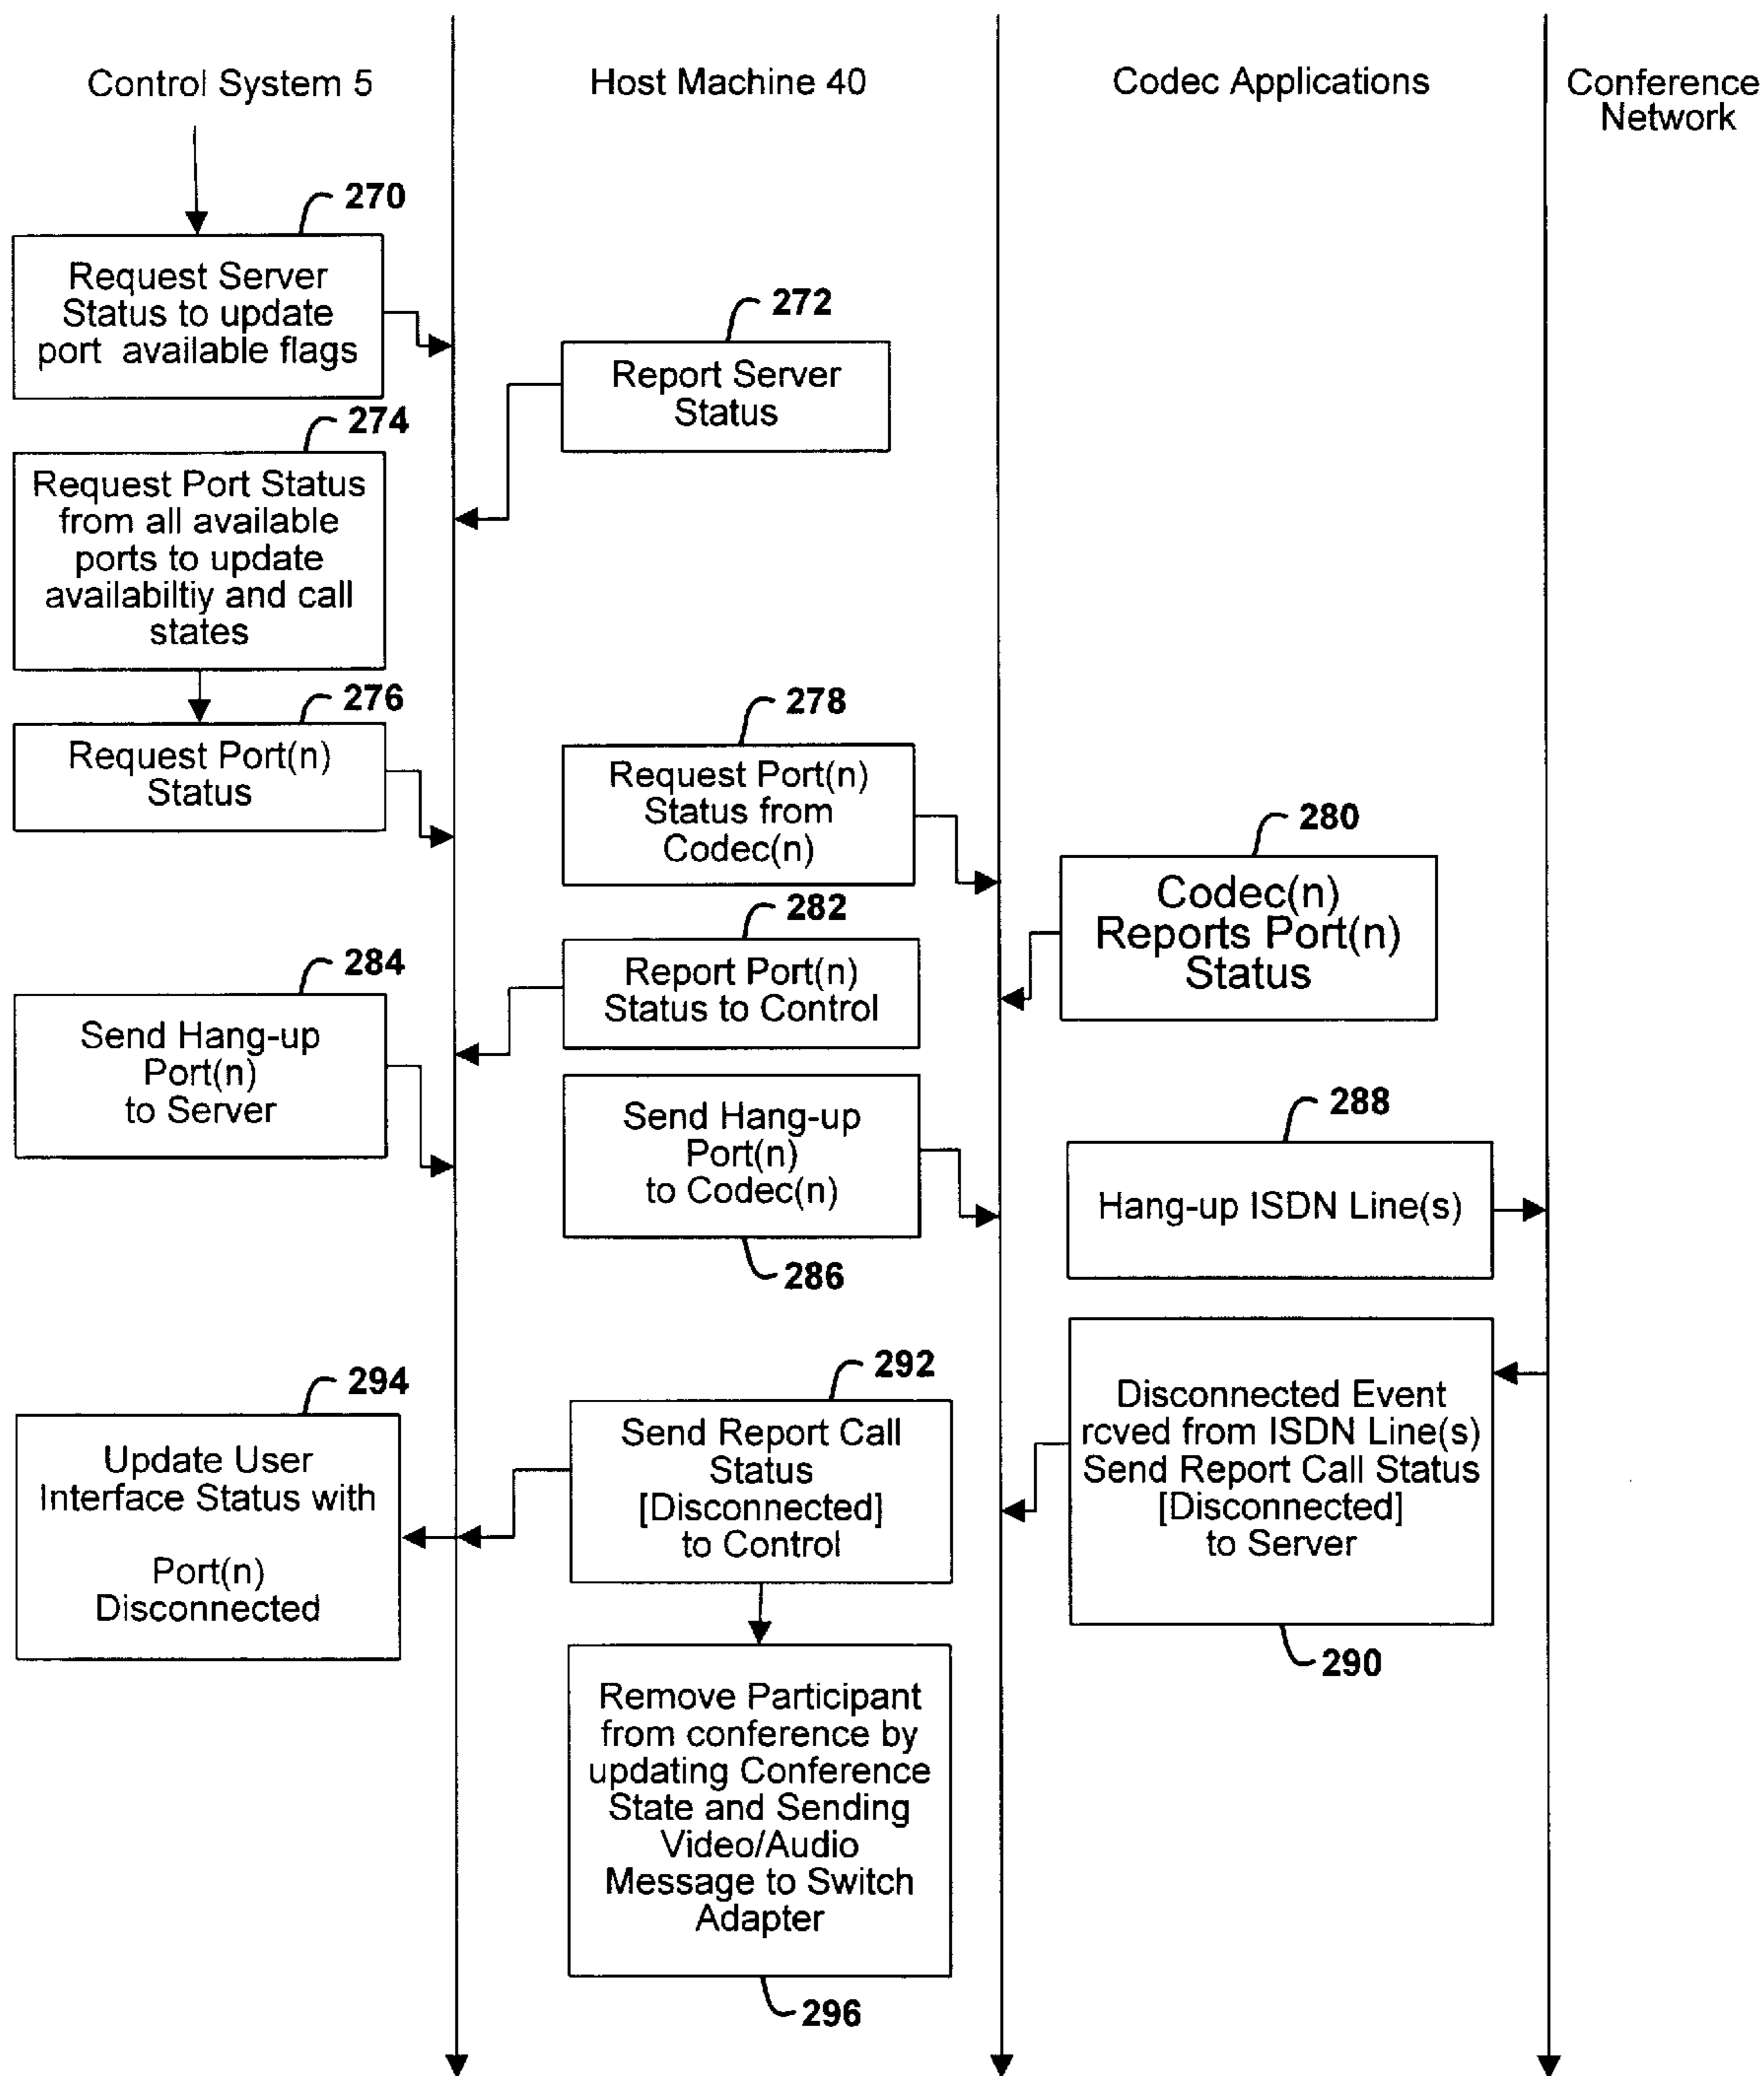 Control System 5
Host Machine 40
Codec Applications
Conference
Network
270
Request Server
Status to update
port available flags
272
Report Server
Status
274
Request Port Status
from all available
ports to update
availabiltiy and call
states
276
Request Port(n)
Status
278
Request Port(n)
Status from
Codec(n)
280
Codec(n)
Reports Port(n)
Status
282
Report Port(n)
Status to Control
284
Send Hang-up
Port(n)
to Server
Send Hang-up
Port(n)
to Codec(n)
286
288
Hang-up ISDN Line(s)
Disconnected Event
rcved from ISDN Line(s)
Send Report Call Status
[Disconnected]
to Server
290
292
Send Report Call
Status
[Disconnected]
to Control
294
Update User
Interface Status with
Port(n)
Disconnected
Remove Participant
from conference by
updating Conference
State and Sending
Video/Audio
Message to Switch
Adapter
296